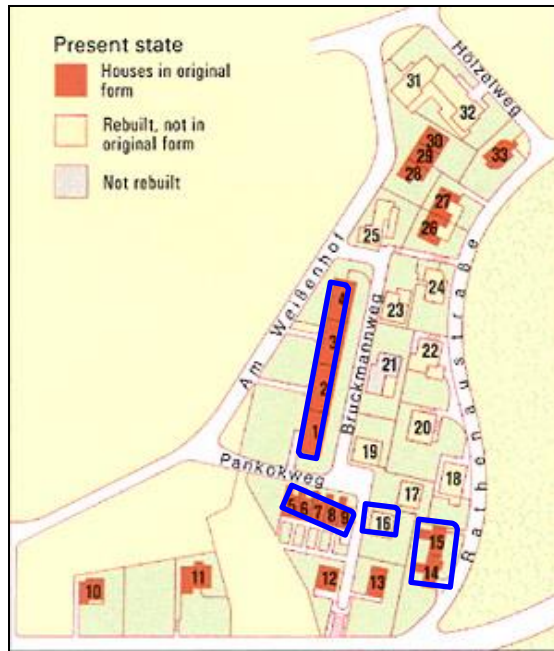 Present state
Houses in original
form
Rebuilt, not in
original form
Not rebuilt
Hölzelweg
31
32
30
29
28
33
27
26
25
Am Weißenhof
24
4
23
Bruckmannweg
Rathenaustraße
3
22
21
2
20
1
19
Pankokweg
18
17
5 6 7 8 9
16
15
14
12
13
11
10